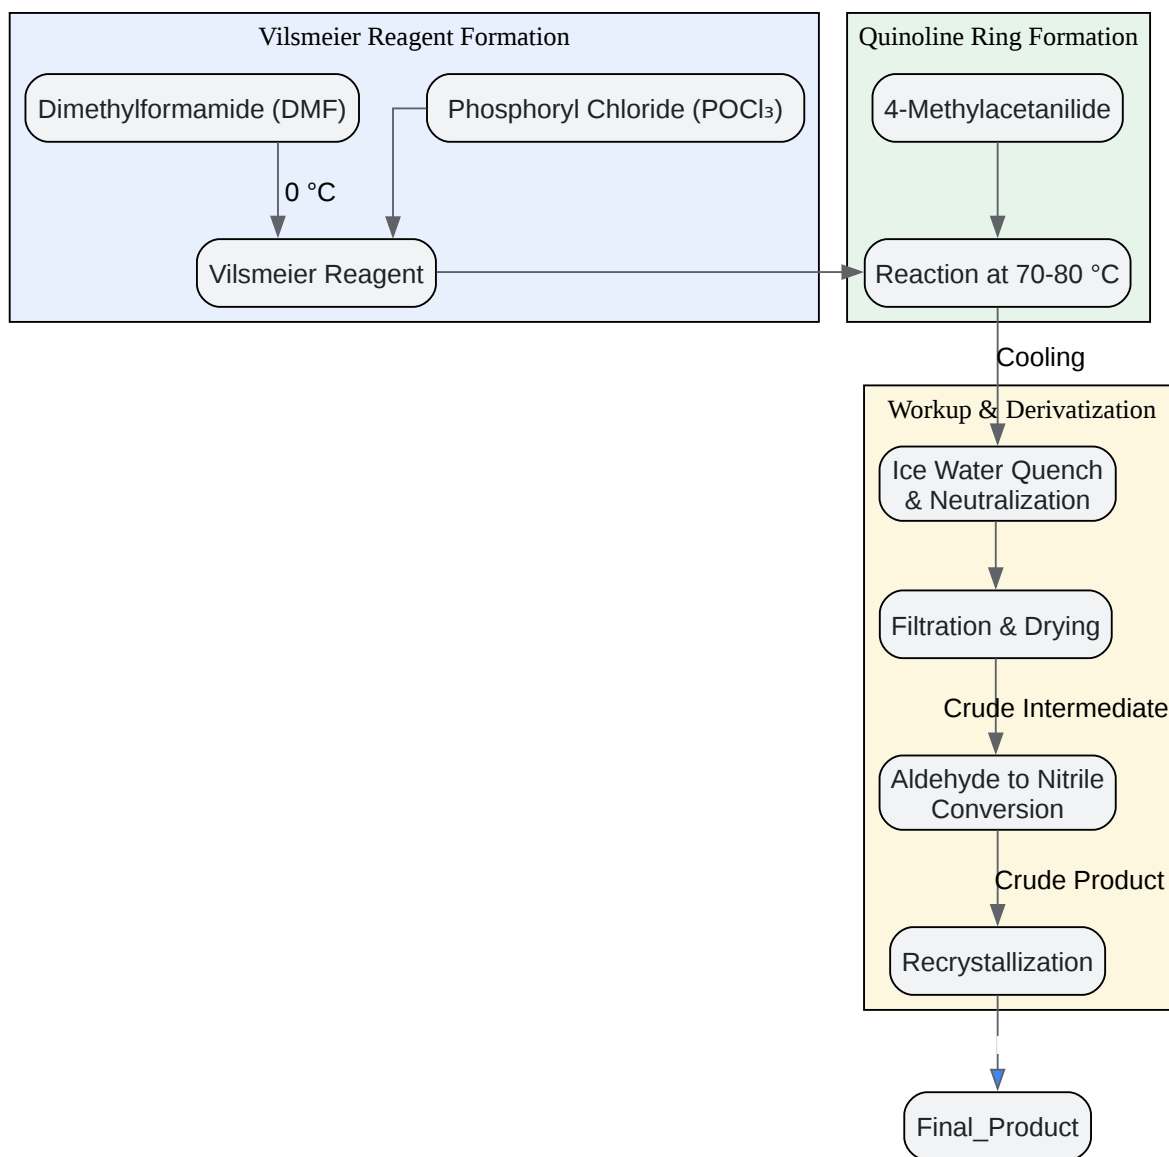 Vilsmeier Reagent Formation
Quinoline Ring Formation
Dimethylformamide (DMF)
Phosphoryl Chloride (POCl₃)
4-Methylacetanilide
0 °C
Vilsmeier Reagent
Reaction at 70-80 °C
Cooling
Workup & Derivatization
Ice Water Quench
& Neutralization
Filtration & Drying
Crude Intermediate
Aldehyde to Nitrile
Conversion
Crude Product
Recrystallization
Final_Product